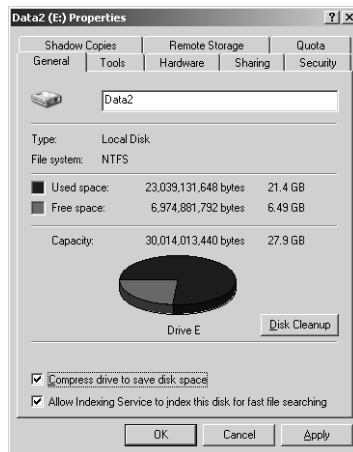 Data2 (E:) Properties
Shadow Copies Remote Storage Quota
General Tools Hardware Sharing Security
Data2
Type: Local Disk
File system: NTFS
Used space: 23,039,131,648 bytes 21.4 GB
Free space: 6,974,881,792 bytes 6.49 GB
Capacity: 30,014,013,440 bytes 27.9 GB
Drive E
Disk Cleanup
Compress drive to save disk space
Allow Indexing Service to index this disk for fast file searching
OK Cancel Apply